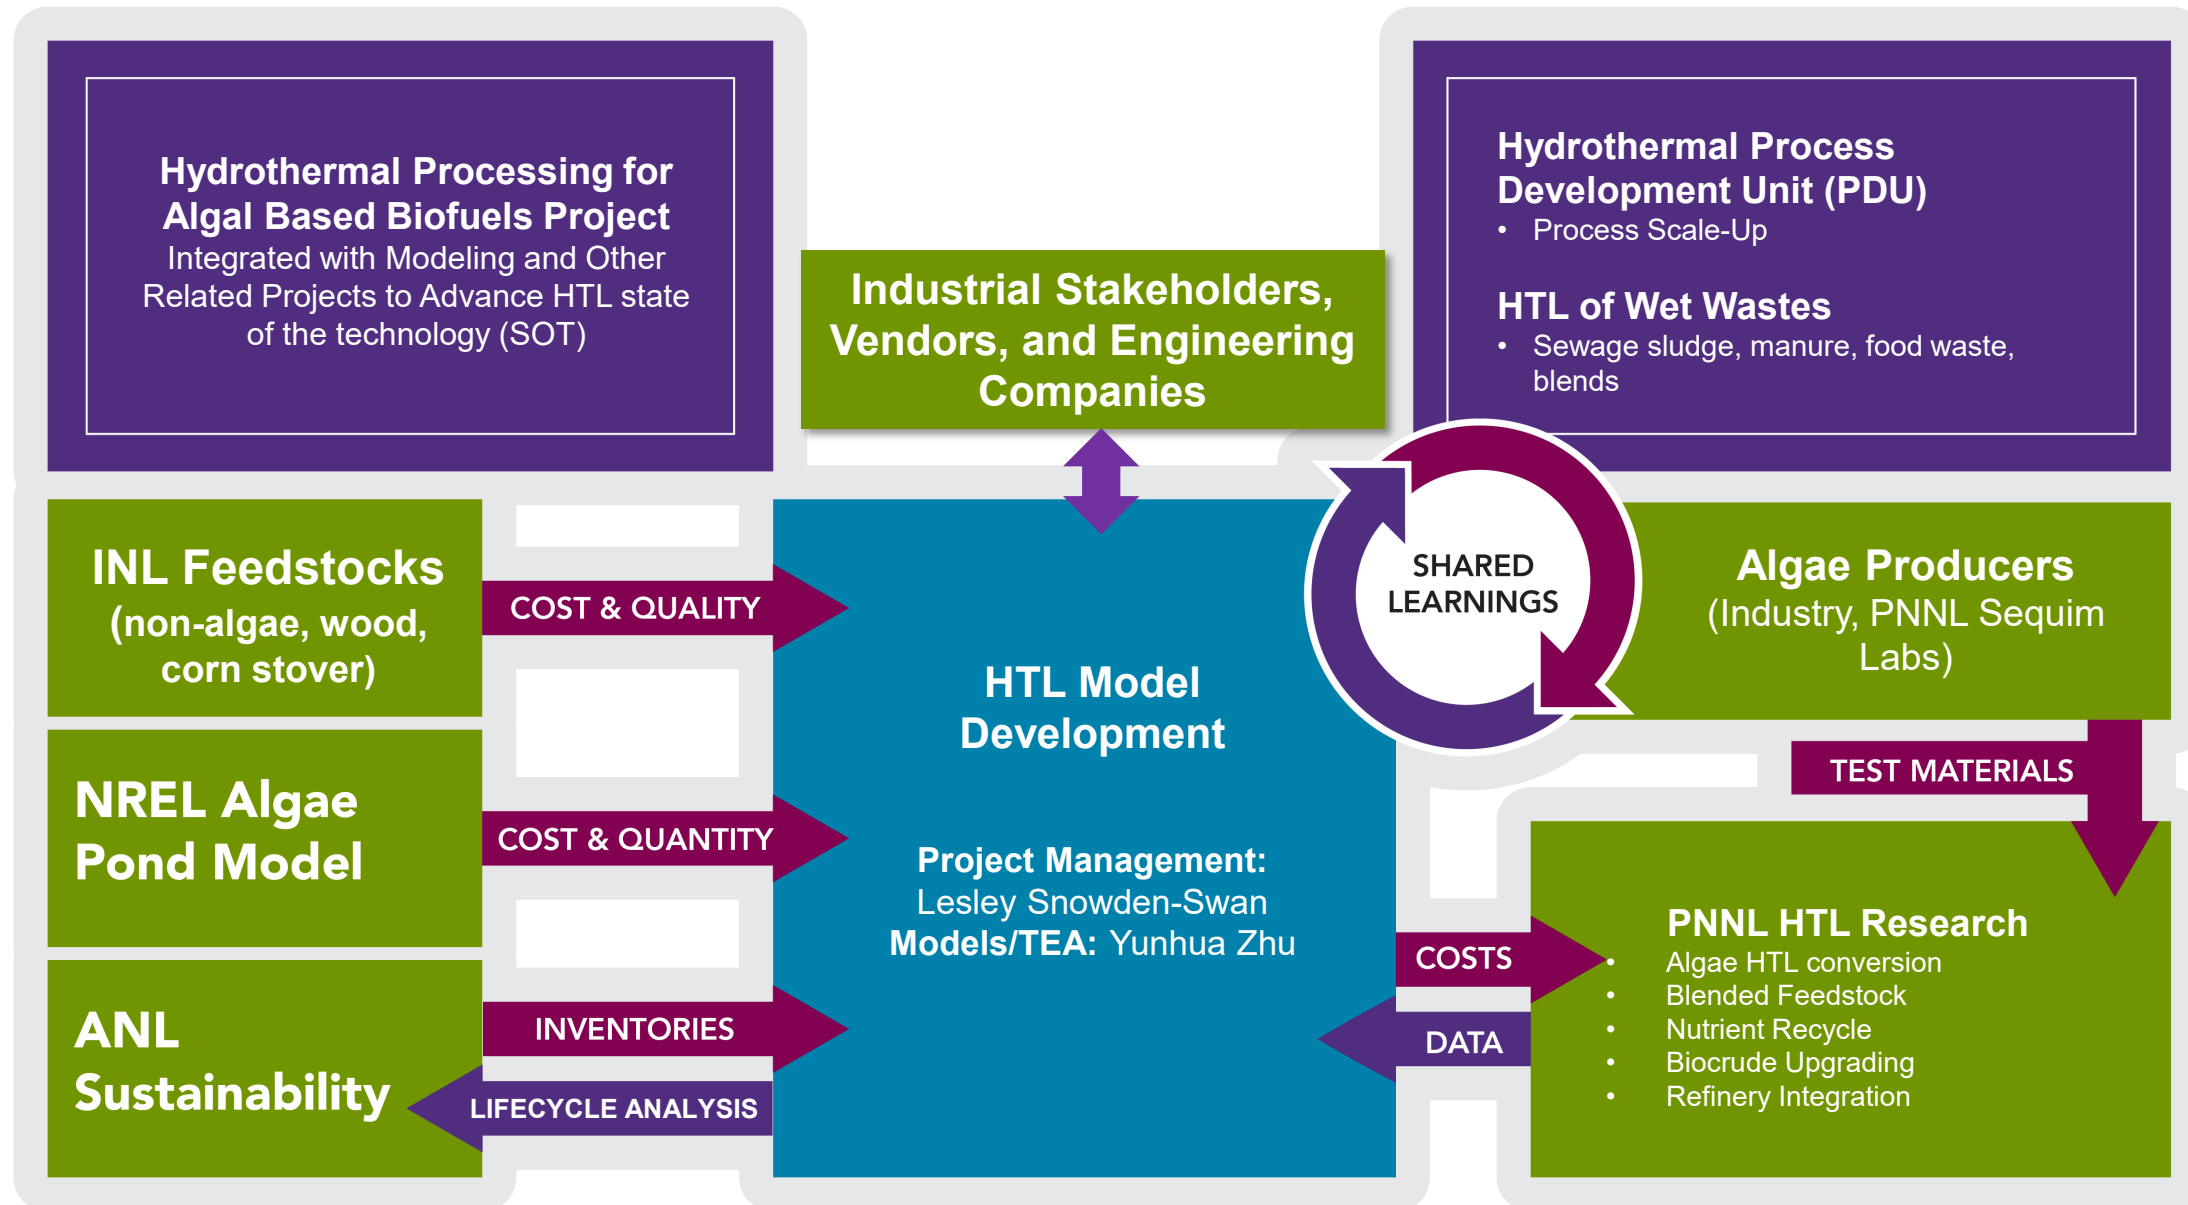 Hydrothermal Processing for
Algal Based Biofuels Project
Integrated with Modeling and Other
Related Projects to Advance HTL state
of the technology (SOT)
Industrial Stakeholders,
Vendors, and Engineering
Companies
Hydrothermal Process
Development Unit (PDU)
• Process Scale-Up
HTL of Wet Wastes
• Sewage sludge, manure, food waste,
blends
INL Feedstocks
(non-algae, wood,
corn stover)
COST & QUALITY
NREL Algae
Pond Model
COST & QUANTITY
ANL
Sustainability
INVENTORIES
LIFECYCLE ANALYSIS
HTL Model
Development
Project Management:
Lesley Snowden-Swan
Models/TEA: Yunhua Zhu
SHARED
LEARNINGS
Algae Producers
(Industry, PNNL Sequim
Labs)
TEST MATERIALS
COSTS
DATA
PNNL HTL Research
• Algae HTL conversion
• Blended Feedstock
• Nutrient Recycle
• Biocrude Upgrading
• Refinery Integration